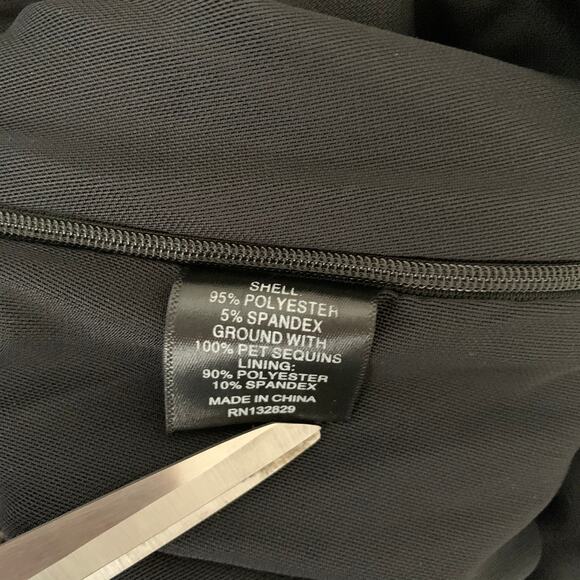 SHELL:
95% POLYESTER
5% SPANDEX
GROUND WITH
100% PET SEQUINS
LINING:
90% POLYESTER
10% SPANDEX
MADE IN CHINA
RN132829